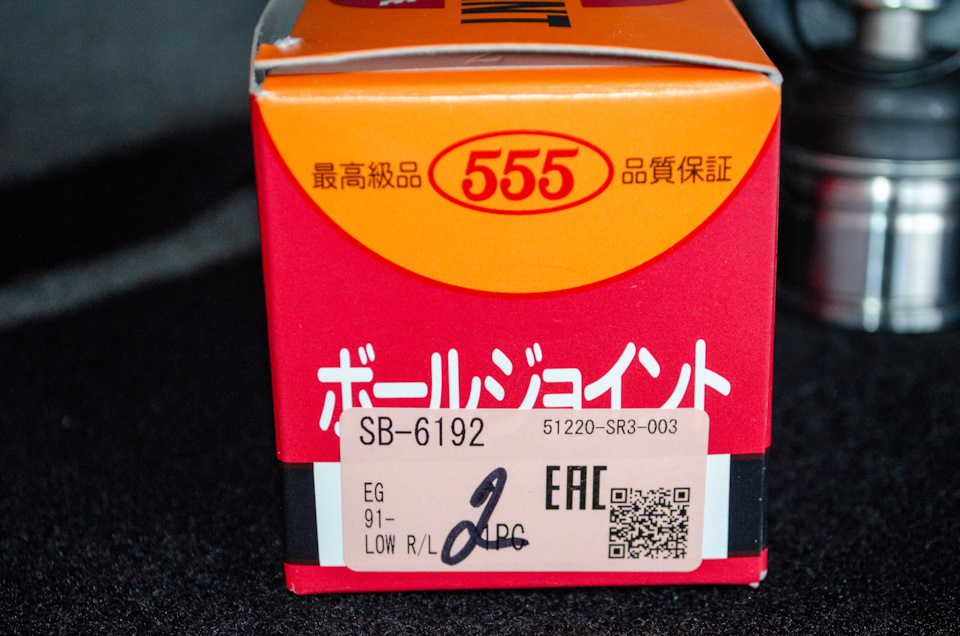 最高級品 555 品質保証
ボールジョイント
SB-6192 51220-SR3-003
EAC
EG
91-
LOW R/L 1PC
2